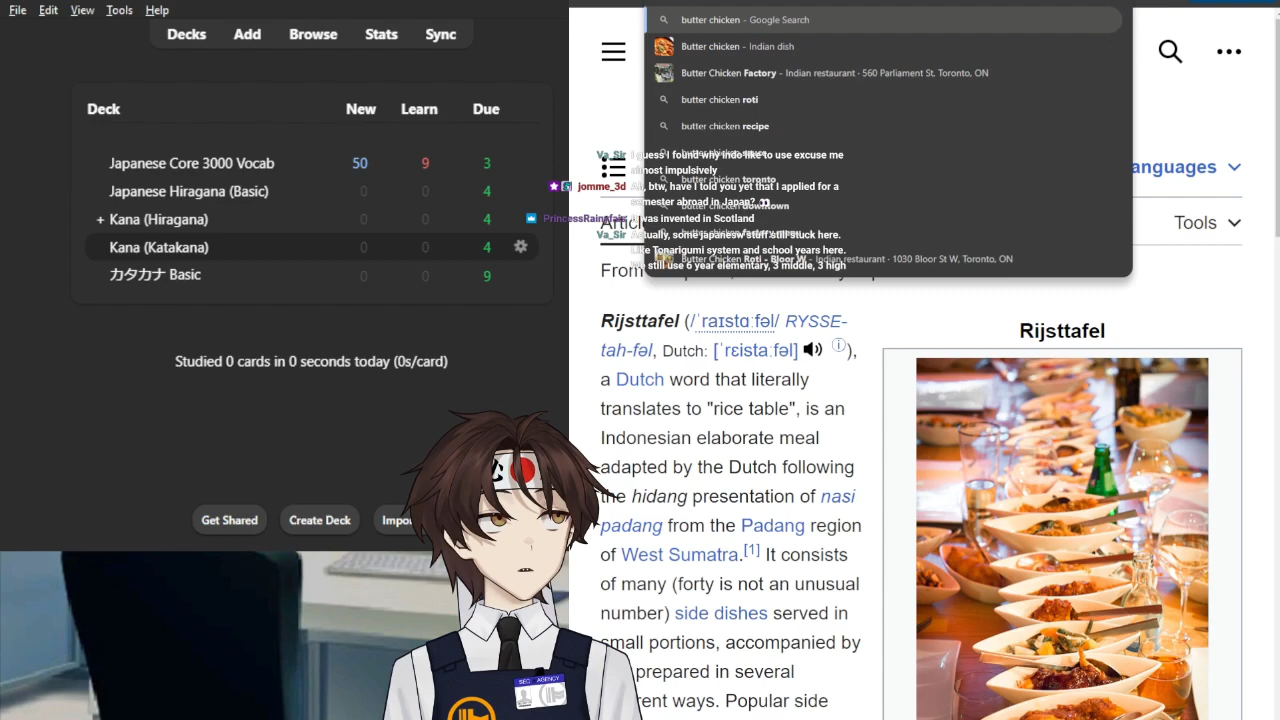 File Edit View Tools Help
Decks Add Browse Stats Sync
Deck New Learn Due
Japanese Core 3000 Vocab 50 9 3
Japanese Hiragana (Basic) 0 0 4
+ Kana (Hiragana) 0 0 4
Kana (Katakana) 0 0 4
カタカナ Basic 0 0 9
Studied 0 cards in 0 seconds today (0s/card)
Get Shared Create Deck Impor
SEC AGENCY
butter chicken - Google Search
Butter chicken - Indian dish
Butter Chicken Factory - Indian restaurant · 560 Parliament St, Toronto, ON
butter chicken roti
butter chicken recipe
butter chicken toronto
Butter Chicken Roti - Bloor W - Indian restaurant · 1030 Bloor St W, Toronto, ON
Va_Sir I guess I found why indo like to use excuse me
almost impulsively
jomme_3d Ah, btw, have I told you yet that I applied for a
semester abroad in Japan?
was invented in Scotland
Va_Sir Actually, some japanesw stuff still stuck here.
Like Tonarigumi system and school years here.
still use 6 year elementary, 3 middle, 3 high
anguages
Tools
From
Rijsttafel (/ˈraɪstɑːfəl/ RYSSE-
tah-fəl, Dutch: [ˈrɛistaːfəl] ⓘ),
a Dutch word that literally
translates to "rice table", is an
Indonesian elaborate meal
adapted by the Dutch following
the hidang presentation of nasi
padang from the Padang region
of West Sumatra.[1] It consists
of many (forty is not an unusual
number) side dishes served in
small portions, accompanied by
prepared in several
rent ways. Popular side
Rijsttafel